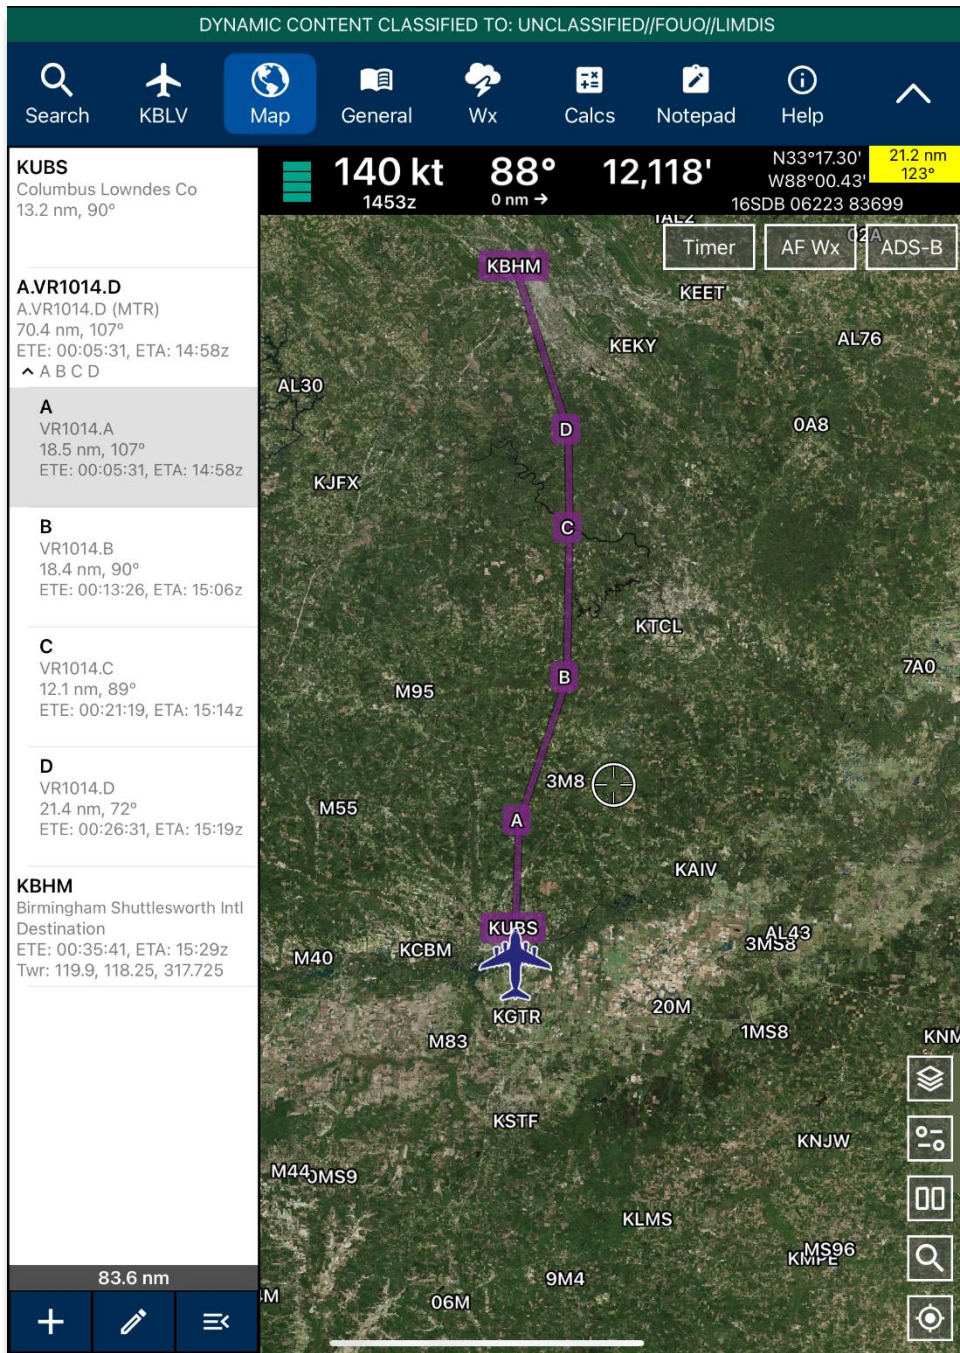 DYNAMIC CONTENT CLASSIFIED TO: UNCLASSIFIED//FOUO//LIMDIS
Search
KBLV
Map
General
Wx
Calcs
Notepad
Help
KUBS
Columbus Lowndes Co
13.2 nm, 90°
A.VR1014.D
A.VR1014.D (MTR)
70.4 nm, 107°
ETE: 00:05:31, ETA: 14:58z
A B C D
A
VR1014.A
18.5 nm, 107°
ETE: 00:05:31, ETA: 14:58z
B
VR1014.B
18.4 nm, 90°
ETE: 00:13:26, ETA: 15:06z
C
VR1014.C
12.1 nm, 89°
ETE: 00:21:19, ETA: 15:14z
D
VR1014.D
21.4 nm, 72°
ETE: 00:26:31, ETA: 15:19z
KBHM
Birmingham Shuttlesworth Intl
Destination
ETE: 00:35:41, ETA: 15:29z
Twr: 119.9, 118.25, 317.725
83.6 nm
140 kt
1453z
88°
0 nm →
12,118'
N33°17.30'
W88°00.43'
16SDB 06223 83699
21.2 nm
123°
1AL2
02A
Timer
AF Wx
ADS-B
KBHM
KEET
KEKY
AL76
AL30
D
0A8
KJFX
C
KTCL
7A0
B
M95
3M8
M55
A
KAIV
KUBS
AL43
3MS8
M40
KCBM
KGTR
20M
M83
1MS8
KNM
KSTF
KNJW
M44
0MS9
KLMS
MS96
KMPE
9M4
4M
06M